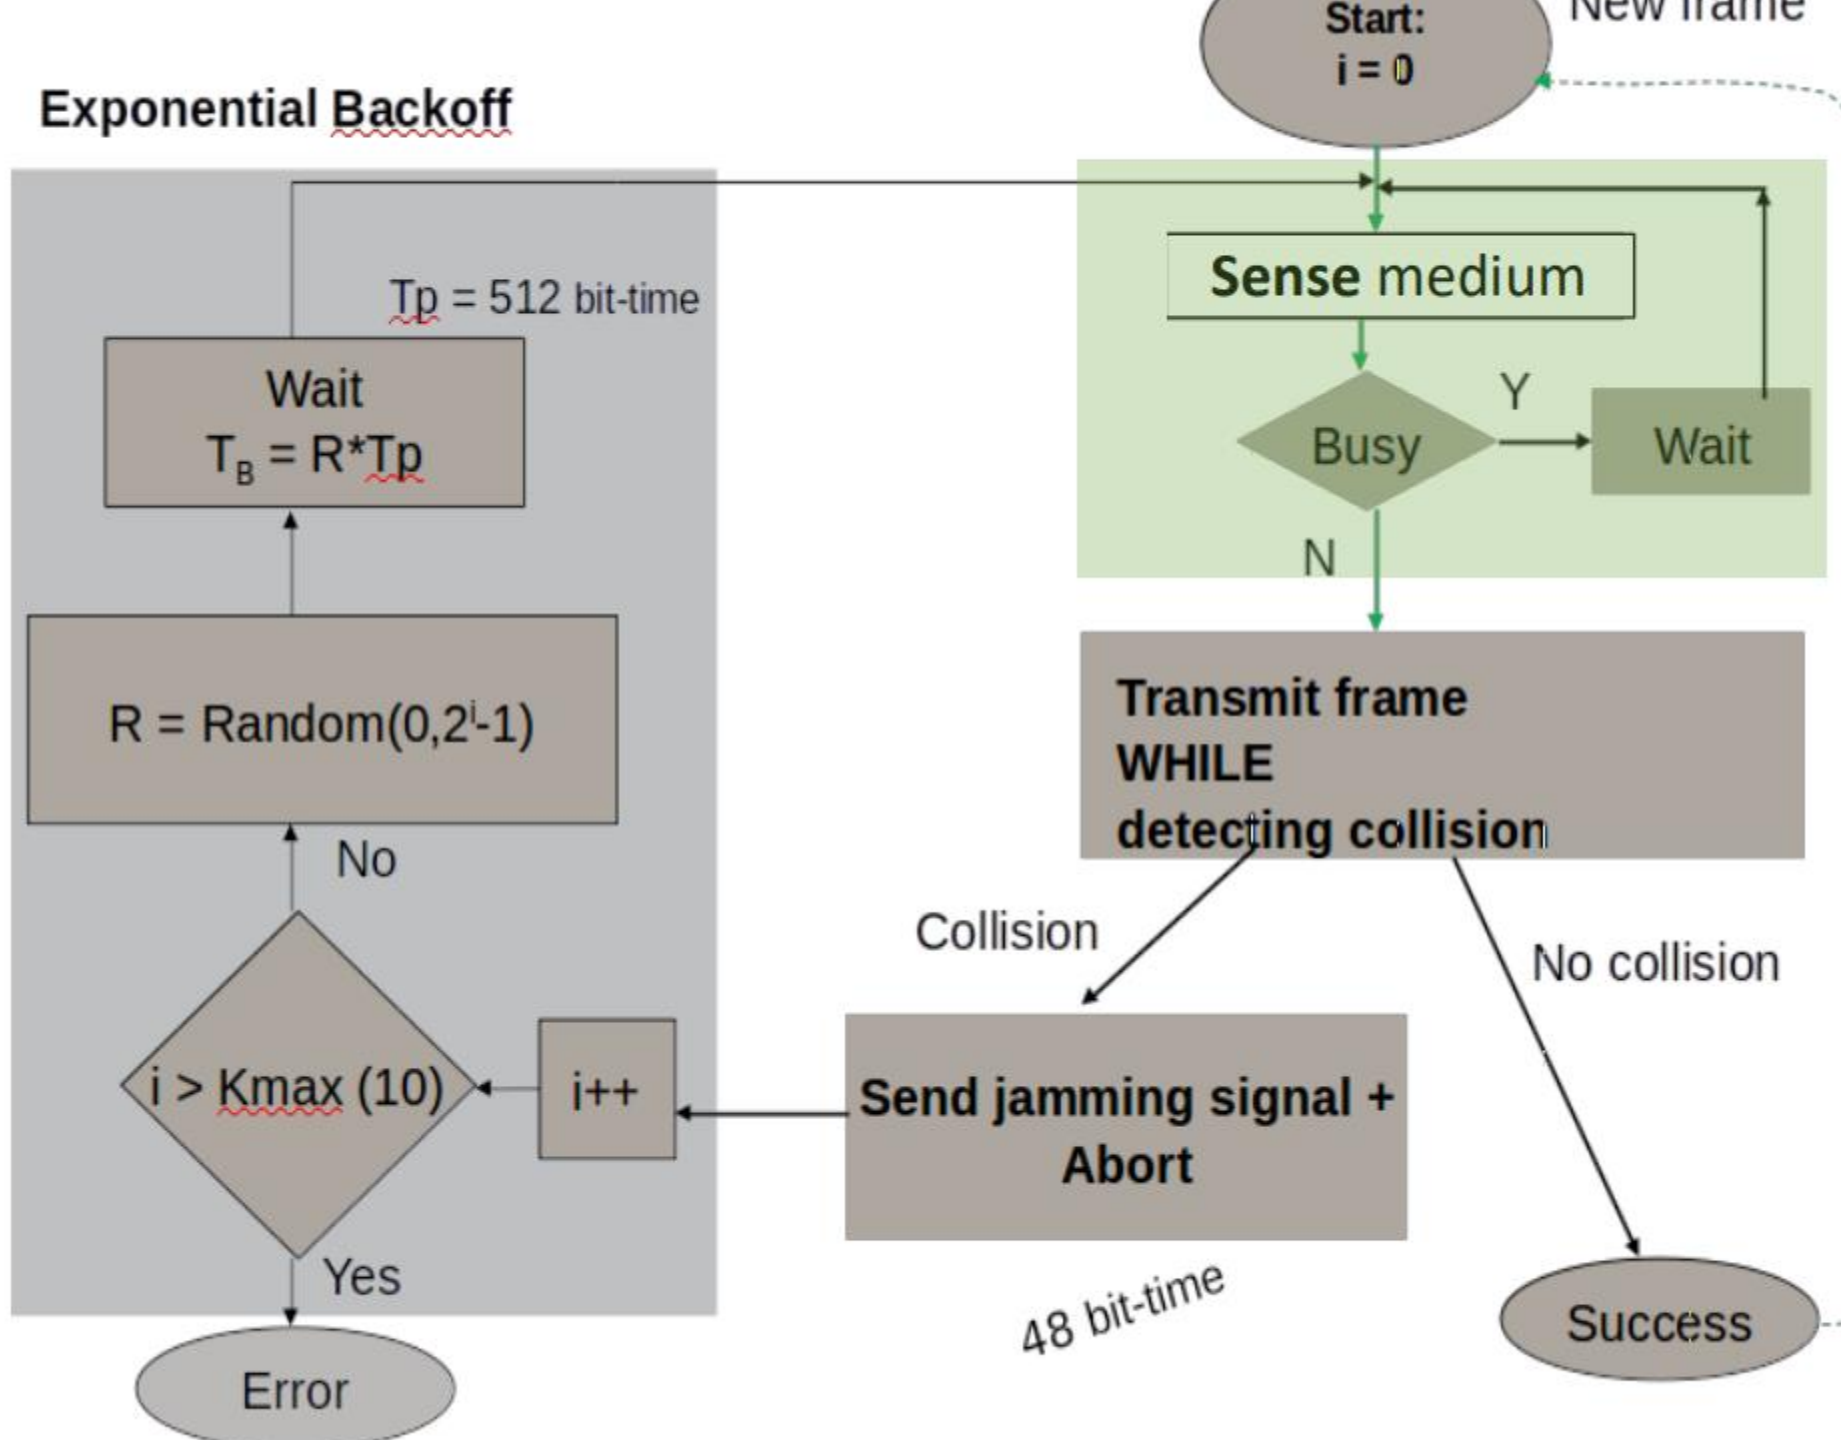 New frame
Start:
i = 0
Exponential Backoff
Tp = 512 bit-time
Sense medium
Wait
T_B = R*Tp
Busy
Y
Wait
N
R = Random(0,2^i-1)
Transmit frame
WHILE
detecting collision
No
Collision
No collision
i > Kmax (10)
i++
Send jamming signal +
Abort
Yes
48 bit-time
Success
Error